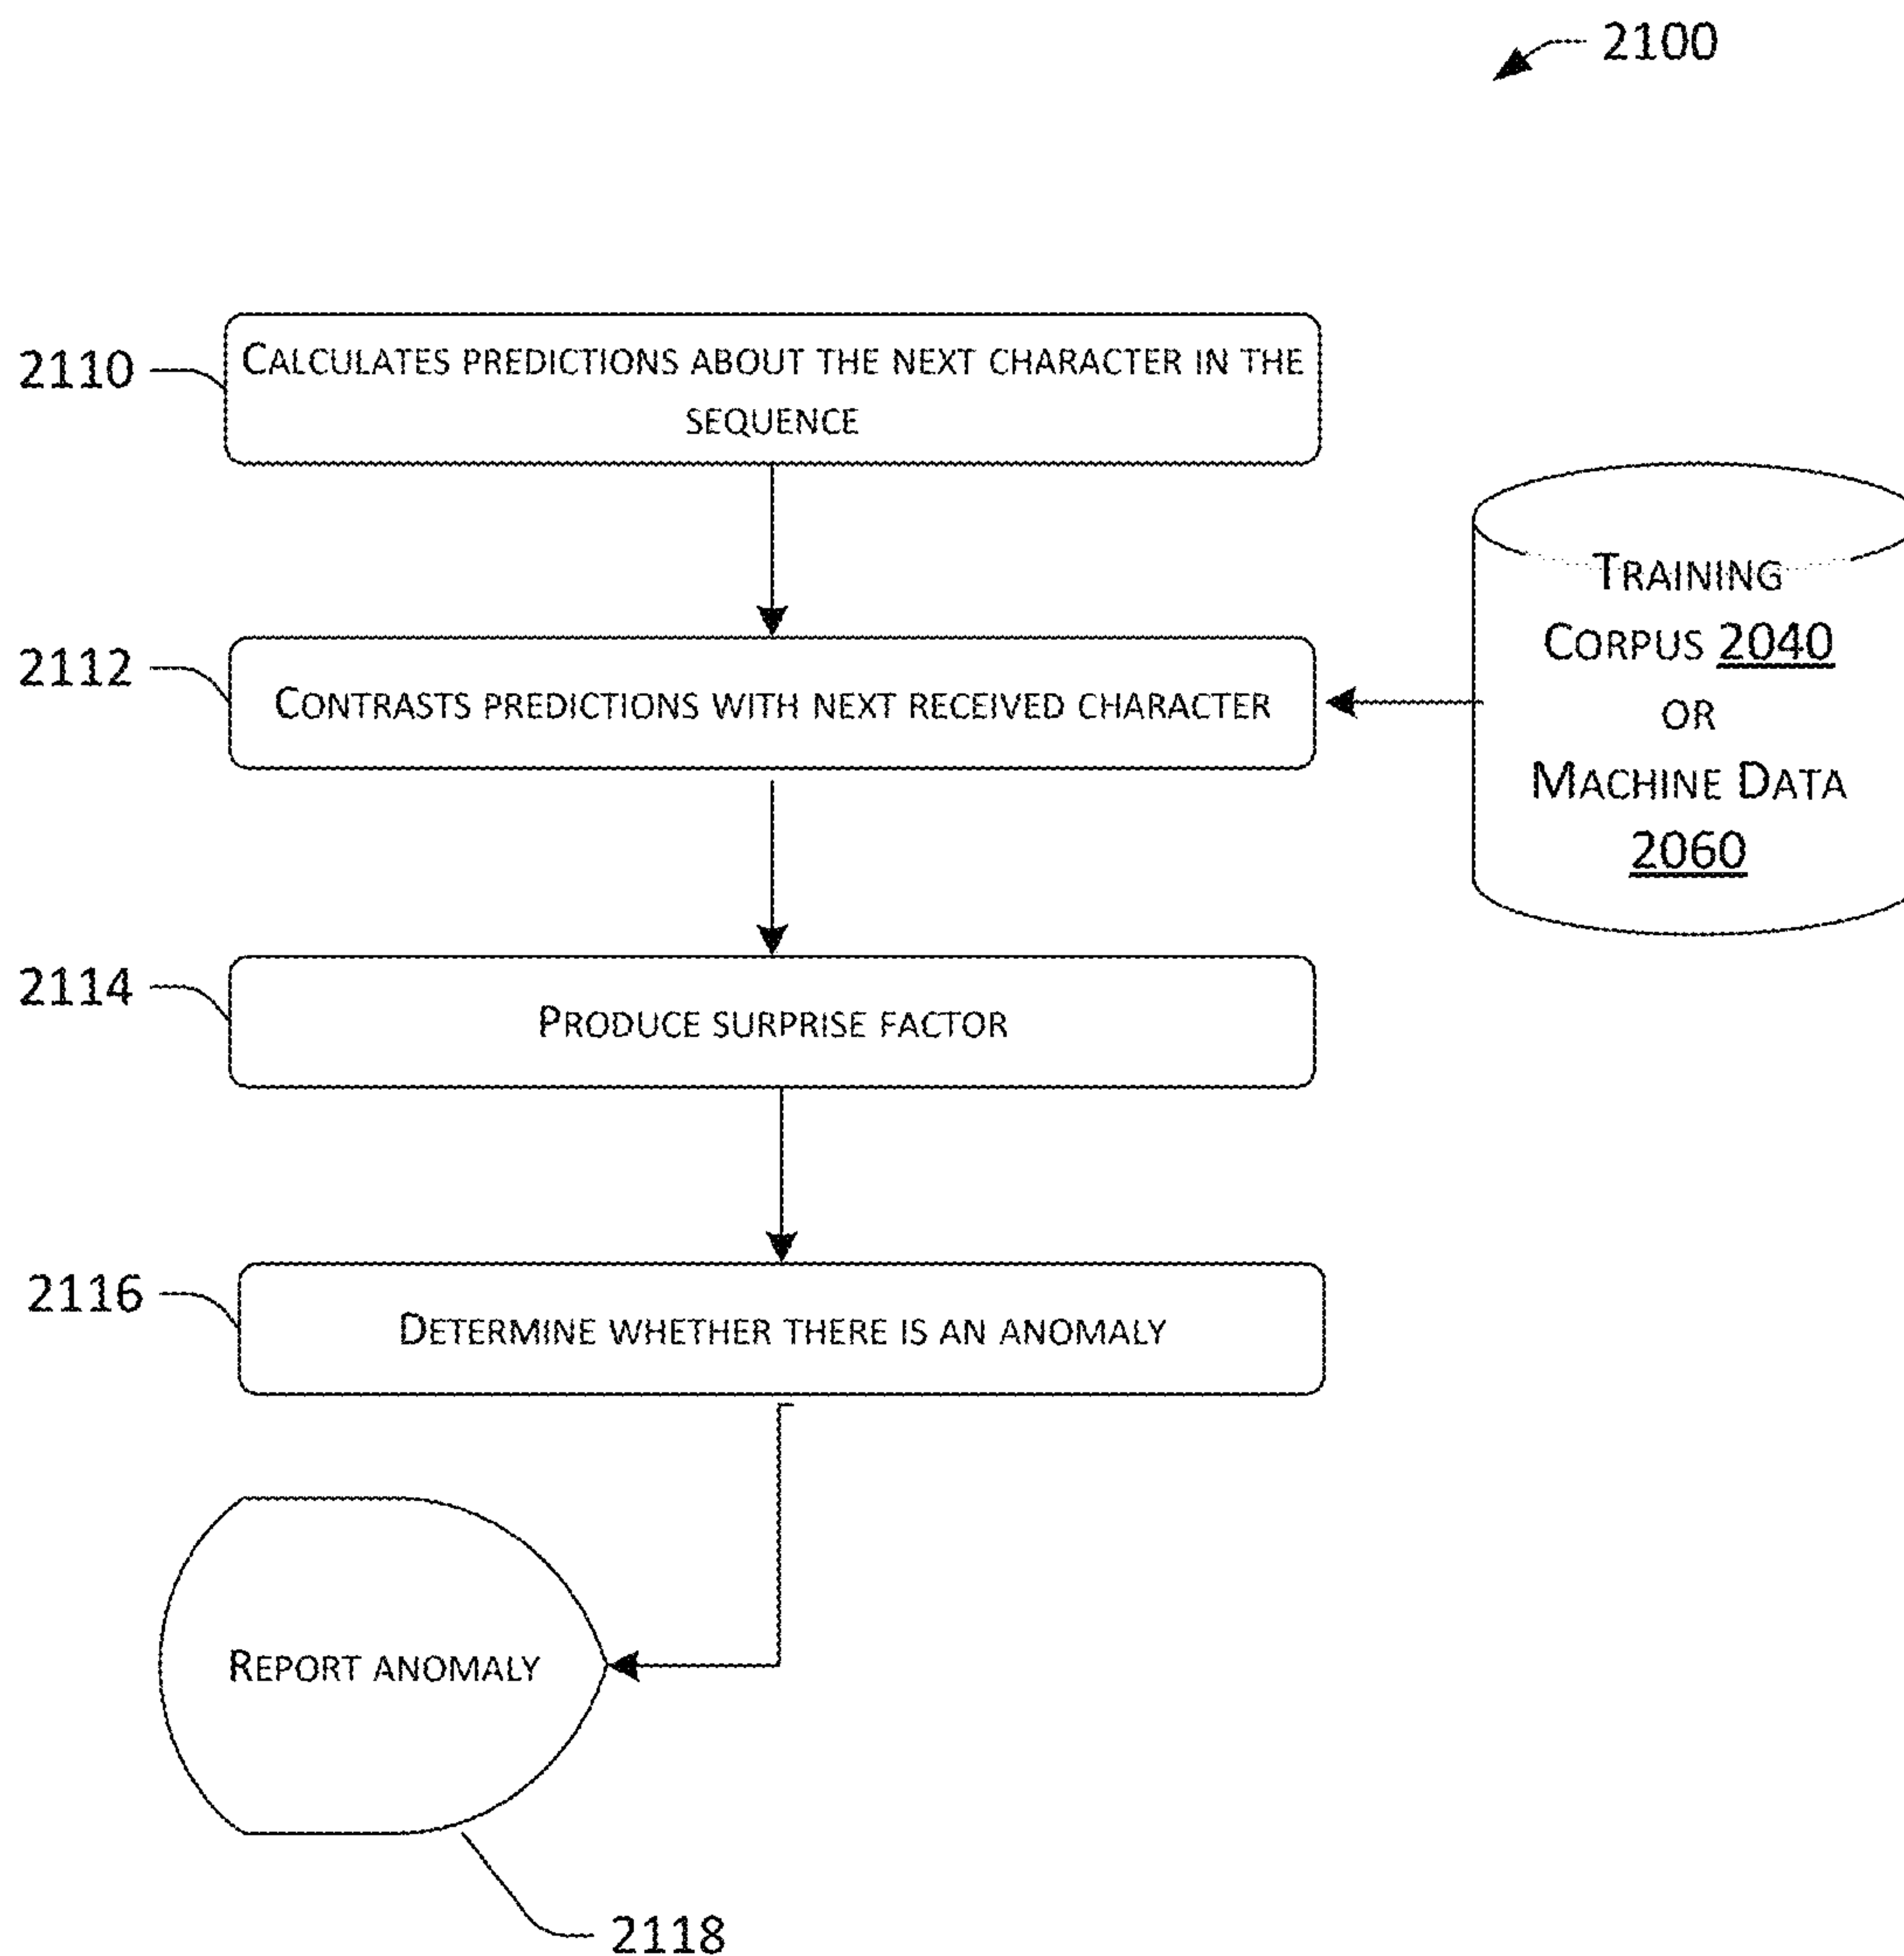 2100
2110
CALCULATES PREDICTIONS ABOUT THE NEXT CHARACTER IN THE
SEQUENCE
2112
CONTRASTS PREDICTIONS WITH NEXT RECEIVED CHARACTER
TRAINING
CORPUS 2040
OR
MACHINE DATA
2060
2114
PRODUCE SURPRISE FACTOR
2116
DETERMINE WHETHER THERE IS AN ANOMALY
REPORT ANOMALY
2118